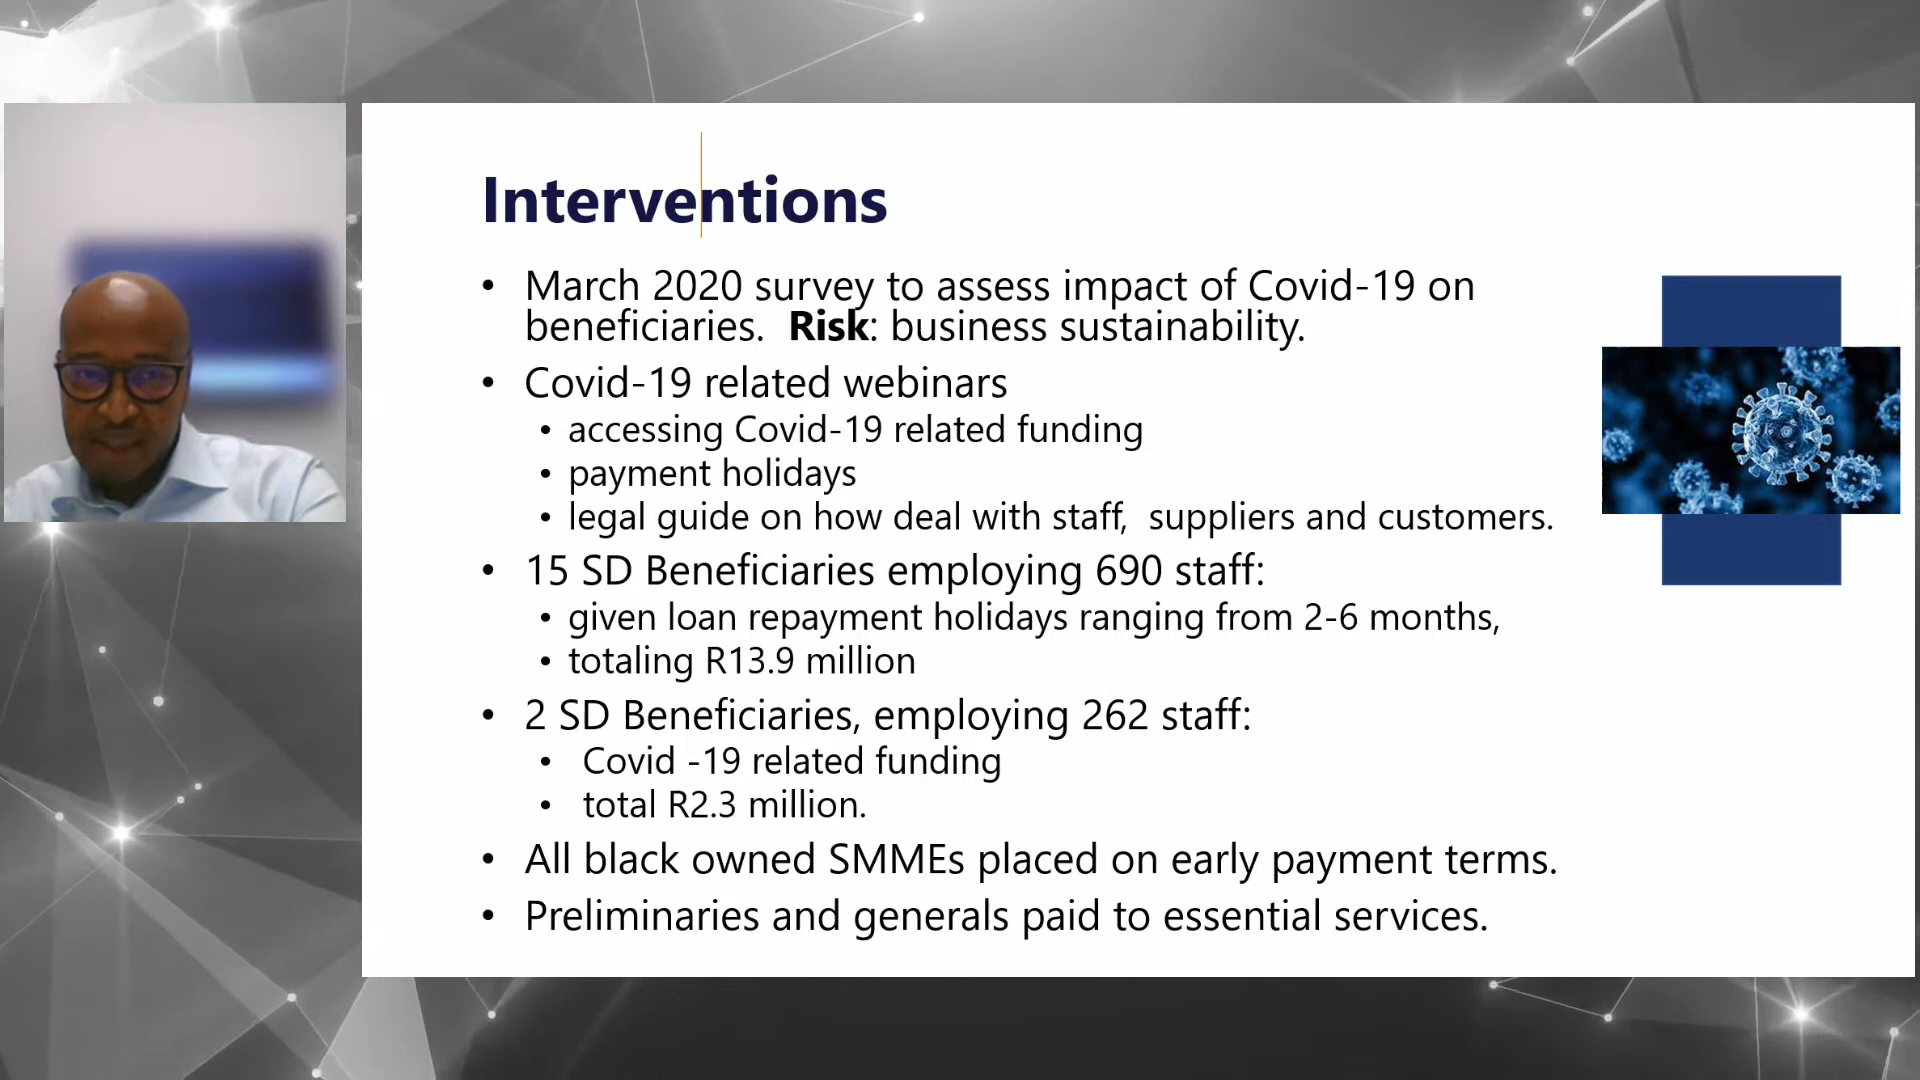 Interventions
• March 2020 survey to assess impact of Covid-19 on
beneficiaries.  Risk: business sustainability.
• Covid-19 related webinars
• accessing Covid-19 related funding
• payment holidays
• legal guide on how deal with staff,  suppliers and customers.
• 15 SD Beneficiaries employing 690 staff:
• given loan repayment holidays ranging from 2-6 months,
• totaling R13.9 million
• 2 SD Beneficiaries, employing 262 staff:
• Covid -19 related funding
• total R2.3 million.
• All black owned SMMEs placed on early payment terms.
• Preliminaries and generals paid to essential services.